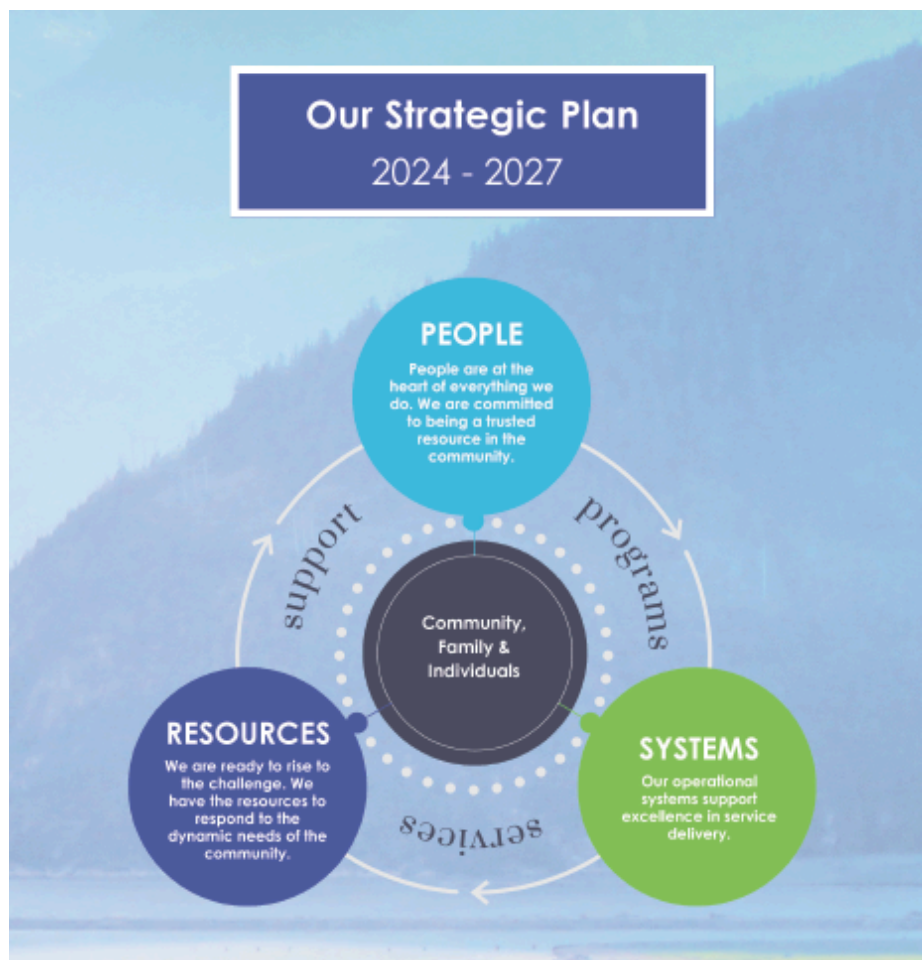 Our Strategic Plan
2024 - 2027
PEOPLE
People are at the
heart of everything we
do. We are committed
to being a trusted
resource in the
community.
support
programs
Community,
Family &
Individuals
RESOURCES
We are ready to rise to
the challenge. We
have the resources to
respond to the
dynamic needs of the
community.
SYSTEMS
Our operational
systems support
excellence in service
delivery.
services